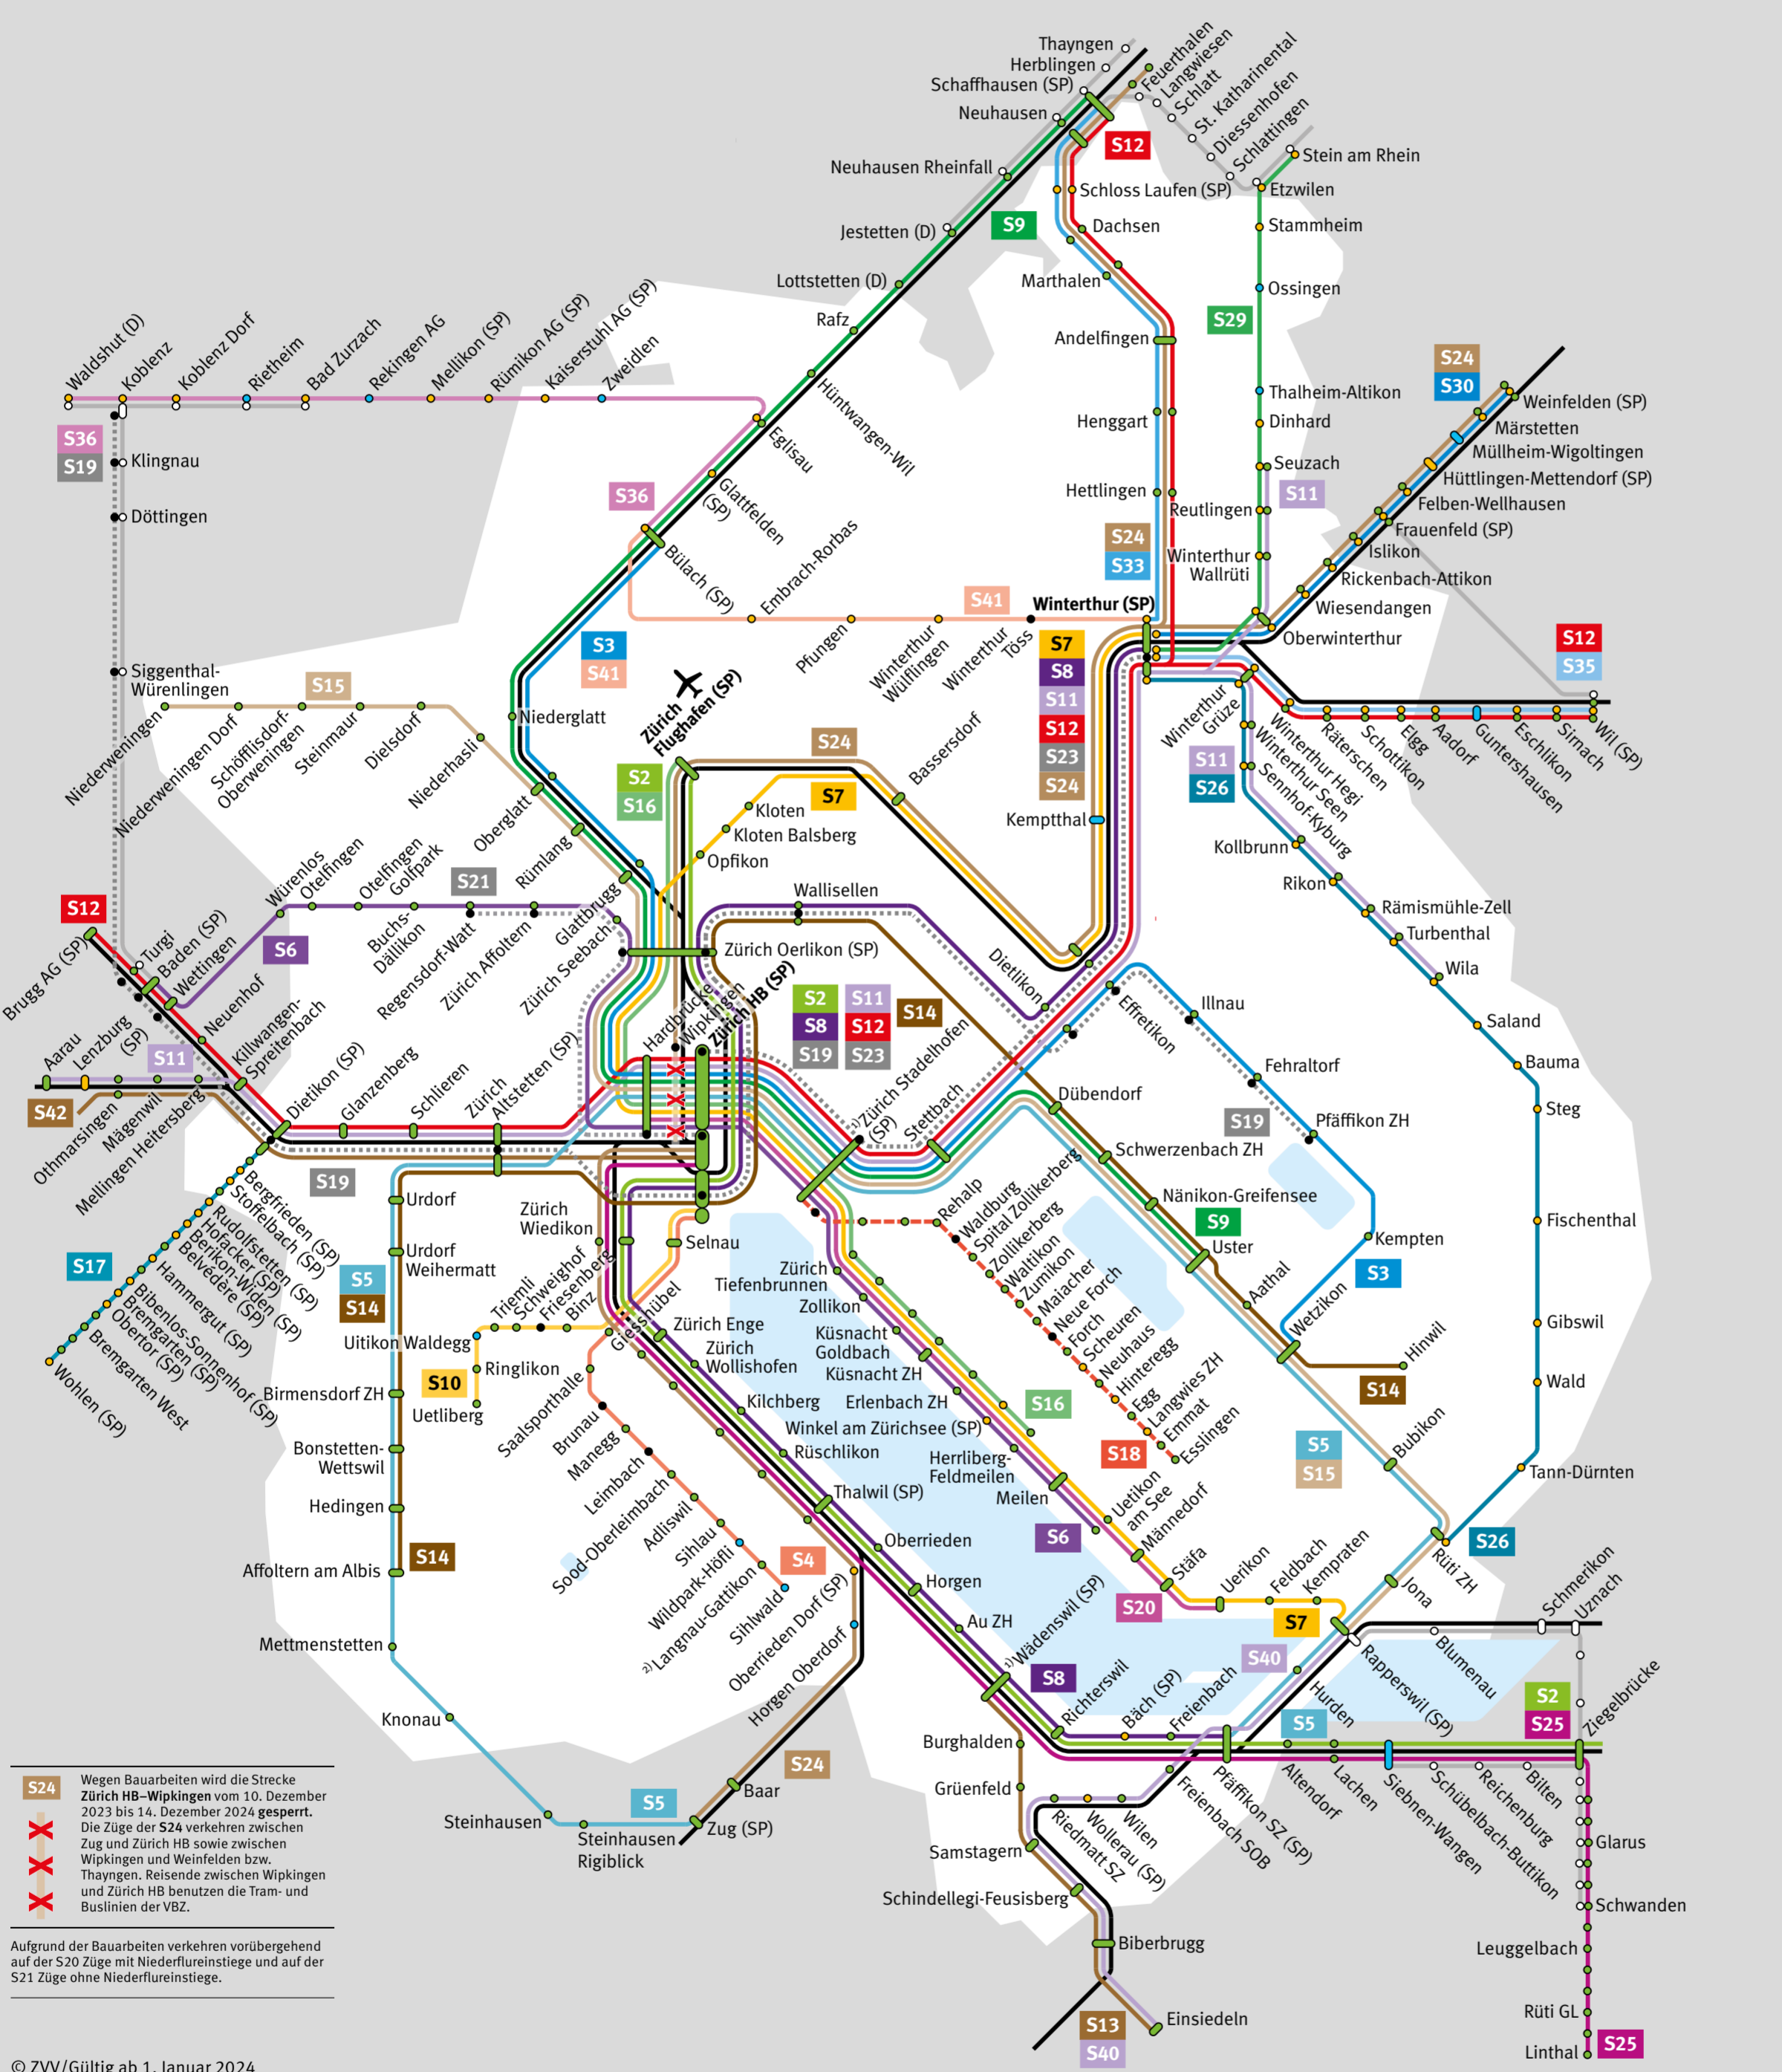 Thayngen
Herblingen
Schaffhausen (SP)
Neuhausen
Neuhausen Rheinfall
Jestetten (D)
Lottstetten (D)
Rafz
Hüntwangen-Wil
Eglisau
Glattfelden
(SP)
Bülach (SP)
Feuerthalen
Langwiesen
Schlatt
St. Katharinental
Diessenhofen
Schlattingen
Stein am Rhein
Etzwilen
Stammheim
Ossingen
Thalheim-Altikon
Dinhard
Seuzach
Reutlingen
Winterthur
Wallrüti
S12
S9
S29
S11
Schloss Laufen (SP)
Dachsen
Marthalen
Andelfingen
Henggart
Hettlingen
S24
S33
S24
S30
Weinfelden (SP)
Märstetten
Müllheim-Wigoltingen
Hüttlingen-Mettendorf (SP)
Felben-Wellhausen
Frauenfeld (SP)
Islikon
Rickenbach-Attikon
Wiesendangen
Oberwinterthur
Waldshut (D)
Koblenz
Koblenz Dorf
Rietheim
Bad Zurzach
Rekingen AG
Mellikon (SP)
Rümikon AG (SP)
Kaiserstuhl AG (SP)
Zweidlen
S36
S19
Klingnau
Döttingen
Siggenthal-
Würenlingen
S36
S3
S41
Embrach-Rorbas
Pfungen
Winterthur
Wülflingen
Winterthur
Töss
S41
Winterthur (SP)
S7
S8
S11
S12
S23
S24
Kemptthal
S12
S35
Winterthur
Grüze
Winterthur Hegi
Räterschen
Schottikon
Elgg
Aadorf
Guntershausen
Eschlikon
Sirnach
Wil (SP)
S11
S26
Winterthur Seen
Sennhof-Kyburg
Kollbrunn
Rikon
Rämismühle-Zell
Turbenthal
Wila
Saland
Bauma
Steg
Fischenthal
Gibswil
Wald
Tann-Dürnten
S26
S15
Niederweningen
Niederweningen Dorf
Schöfflisdorf-
Oberweningen
Steinmaur
Dielsdorf
Niederhasli
Niederglatt
Oberglatt
Rümlang
Glattbrugg
Zürich
Flughafen (SP)
S2
S16
S24
S7
Bassersdorf
Kloten
Kloten Balsberg
Opfikon
Wallisellen
Zürich Oerlikon (SP)
Dietlikon
Effretikon
Illnau
Fehraltorf
S19
Pfäffikon ZH
Kempten
S3
Wetzikon
S12
S6
S21
Würenlos
Otelfingen
Otelfingen
Golfpark
Buchs-
Dällikon
Regensdorf-Watt
Zürich Affoltern
Zürich Seebach
Brugg AG (SP)
Turgi
Baden (SP)
Wettingen
Neuenhof
Killwangen-
Spreitenbach
Aarau
Lenzburg
(SP)
S11
S42
Othmarsingen
Mägenwil
Mellingen Heitersberg
Dietikon (SP)
Glanzenberg
Schlieren
Zürich
Altstetten (SP)
Hardbrücke
Wipkingen
Zürich HB (SP)
S2
S8
S19
S11
S12
S23
S14
¹⁾Zürich Stadelhofen
(SP)
Stettbach
Dübendorf
Schwerzenbach ZH
Nänikon-Greifensee
S9
Uster
Aathal
Hinwil
S14
Bubikon
S5
S15
Rüti ZH
Jona
S19
S17
Bergfrieden (SP)
Stoffelbach (SP)
Rudolfstetten (SP)
Hofacker (SP)
Berikon-Widen (SP)
Belvédère (SP)
Hammergut (SP)
Bibenlos-Sonnenhof (SP)
Bremgarten (SP)
Obertor (SP)
Bremgarten West
Wohlen (SP)
Urdorf
Urdorf
Weihermatt
S5
S14
Birmensdorf ZH
Bonstetten-
Wettswil
Hedingen
Affoltern am Albis
S14
Mettmenstetten
Knonau
Steinhausen
Steinhausen
Rigiblick
S5
Zug (SP)
Baar
S24
Horgen Oberdorf
Oberrieden Dorf (SP)
Zürich
Wiedikon
Selnau
Triemli
Schweighof
Friesenberg
Binz
Giesshübel
Uitikon Waldegg
Ringlikon
Uetliberg
S10
Saalsporthalle
Brunau
Manegg
Leimbach
Sood-Oberleimbach
Adliswil
Sihlau
Wildpark-Höfli
²⁾Langnau-Gattikon
Sihlwald
S4
Zürich Enge
Zürich
Wollishofen
Kilchberg
Rüschlikon
Thalwil (SP)
Oberrieden
Horgen
Au ZH
¹⁾Wädenswil (SP)
S8
Richterswil
Bäch (SP)
Freienbach
Zürich
Tiefenbrunnen
Zollikon
Küsnacht
Goldbach
Küsnacht ZH
Erlenbach ZH
Winkel am Zürichsee (SP)
Herrliberg-
Feldmeilen
Meilen
Uetikon
am See
Männedorf
Stäfa
Uerikon
Feldbach
Kempraten
S16
S6
S20
S7
Rehalp
Waldburg
Spital Zollikerberg
Zollikerberg
Waltikon
Zumikon
Maiacher
Neue Forch
Forch
Scheuren
Neuhaus
Hinteregg
Egg
Langwies ZH
Emmat
Esslingen
S18
S40
Rapperswil (SP)
Hurden
S5
Blumenau
Schmerikon
Uznach
S2
S25
Ziegelbrücke
Burghalden
Grüenfeld
Samstagern
Schindellegi-Feusisberg
Riedmatt SZ
Wollerau (SP)
Wilen
Freienbach SOB
Pfäffikon SZ (SP)
Altendorf
Lachen
Siebnen-Wangen
Schübelbach-Buttikon
Reichenburg
Bilten
Biberbrugg
Einsiedeln
S13
S40
Glarus
Schwanden
Leuggelbach
Rüti GL
Linthal
S25
S24
Wegen Bauarbeiten wird die Strecke
Zürich HB–Wipkingen vom 10. Dezember
2023 bis 14. Dezember 2024 gesperrt.
Die Züge der S24 verkehren zwischen
Zug und Zürich HB sowie zwischen
Wipkingen und Weinfelden bzw.
Thayngen. Reisende zwischen Wipkingen
und Zürich HB benutzen die Tram- und
Buslinien der VBZ.
Aufgrund der Bauarbeiten verkehren vorübergehend
auf der S20 Züge mit Niederflureinstiege und auf der
S21 Züge ohne Niederflureinstiege.
© ZVV/Gültig ab 1. Januar 2024